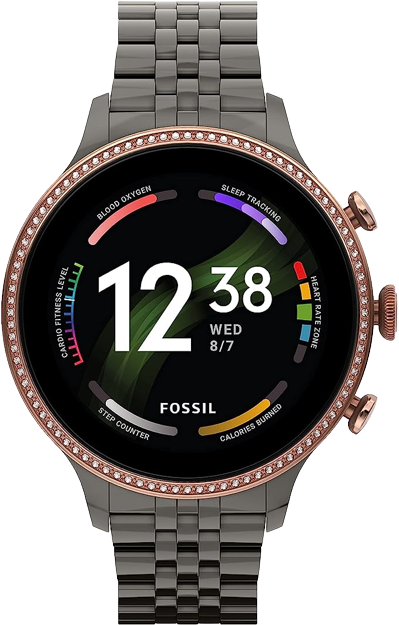 BLOOD OXYGEN
SLEEP TRACKING
CARDIO FITNESS LEVEL
12 38
WED
8/7
HEART RATE ZONE
FOSSIL
STEP COUNTER
CALORIES BURNED